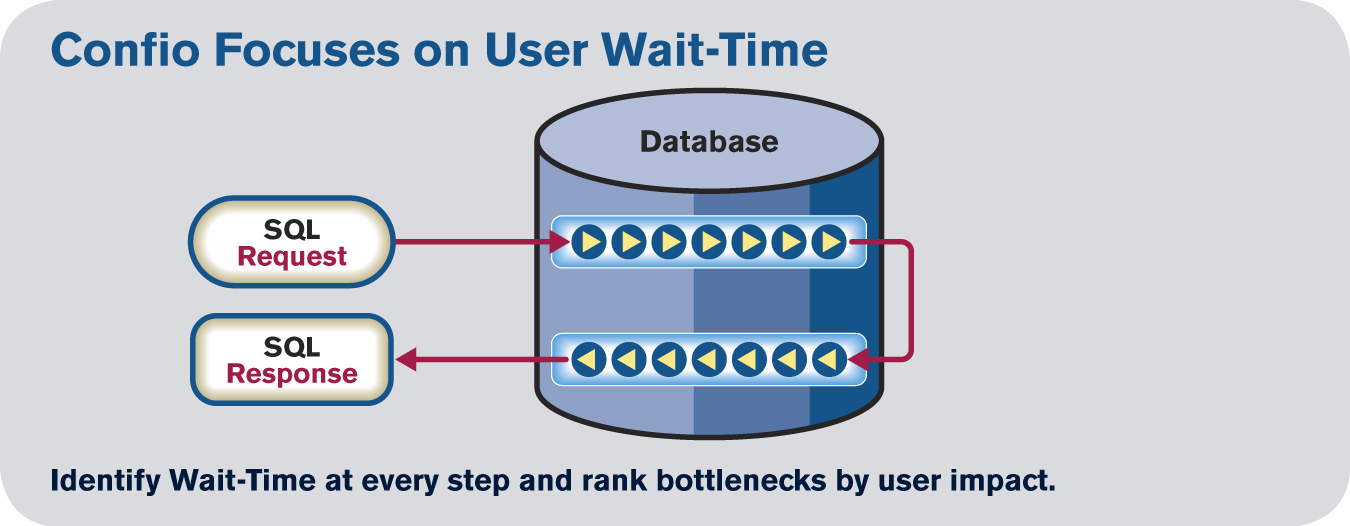 Confio Focuses on User Wait-Time
Database
SQL
Request
SQL
Response
Identify Wait-Time at every step and rank bottlenecks by user impact.